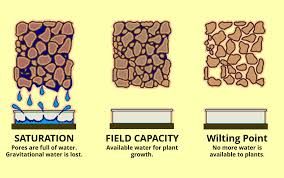 SATURATION
Pores are full of water.
Gravitational water is lost.
FIELD CAPACITY
Available water for plant
growth.
Wilting Point
No more water is
available to plants.